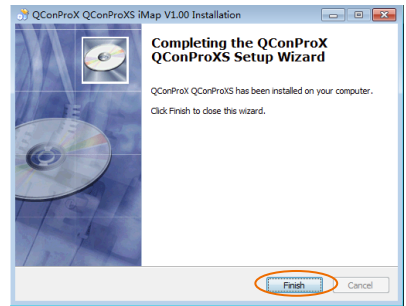 QConProX QConProXS iMap V1.00 Installation
Completing the QConProX
QConProXS Setup Wizard
QConProX QConProXS has been installed on your computer.
Click Finish to close this wizard.
Finish
Cancel